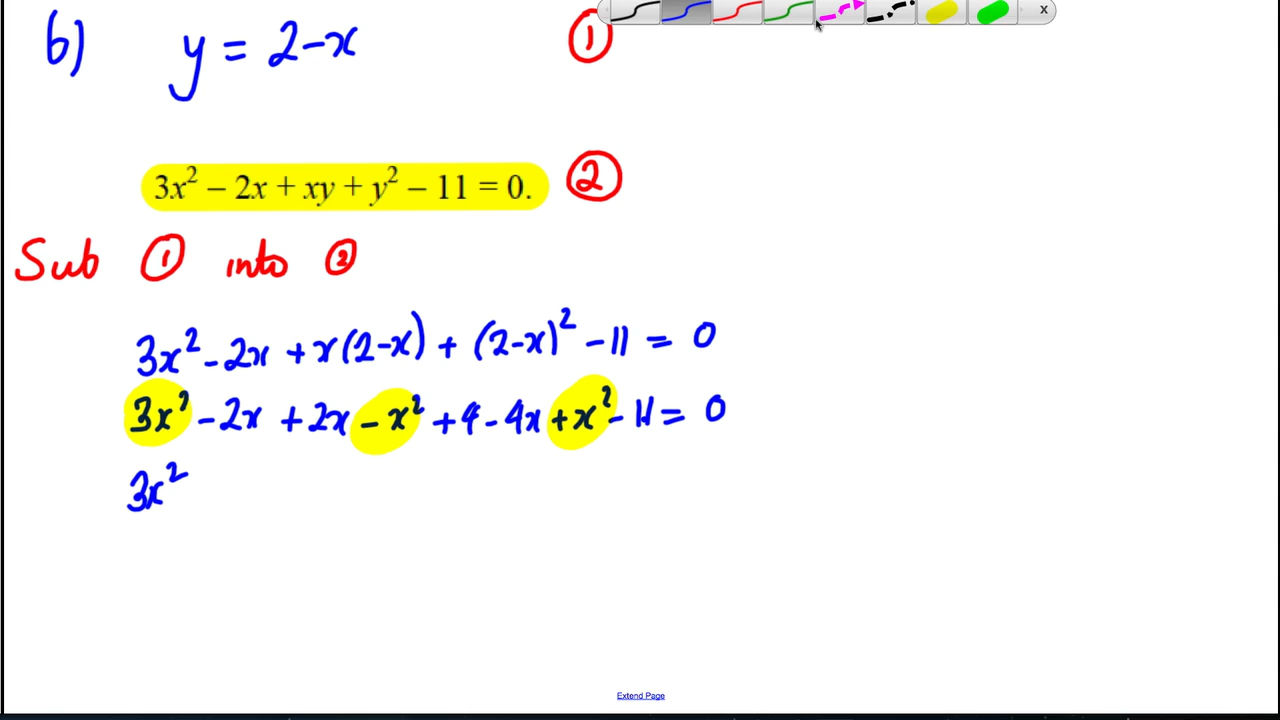 b) y = 2-x ①
3x² − 2x + xy + y² − 11 = 0. ②
Sub ① into ②
3x² - 2x + x(2-x) + (2-x)² - 11 = 0
3x² - 2x + 2x - x² + 4 - 4x + x² - 11 = 0
3x²
x
Extend Page